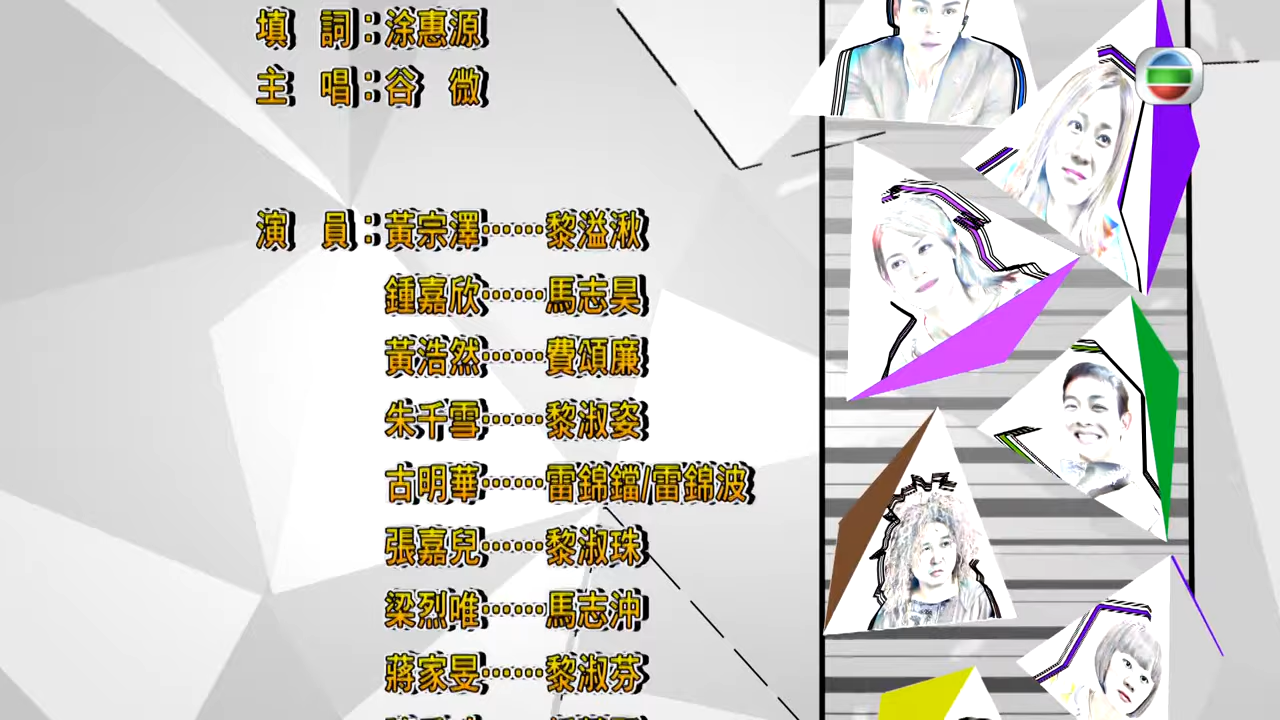 填　詞：涂惠源
主　唱：谷　微
演　員：黃宗澤……黎溢湫
鍾嘉欣……馬志昊
黃浩然……費頌廉
朱千雪……黎淑姿
古明華……雷錦鐺/雷錦波
張嘉兒……黎淑珠
梁烈唯……馬志沖
蔣家旻……黎淑芬